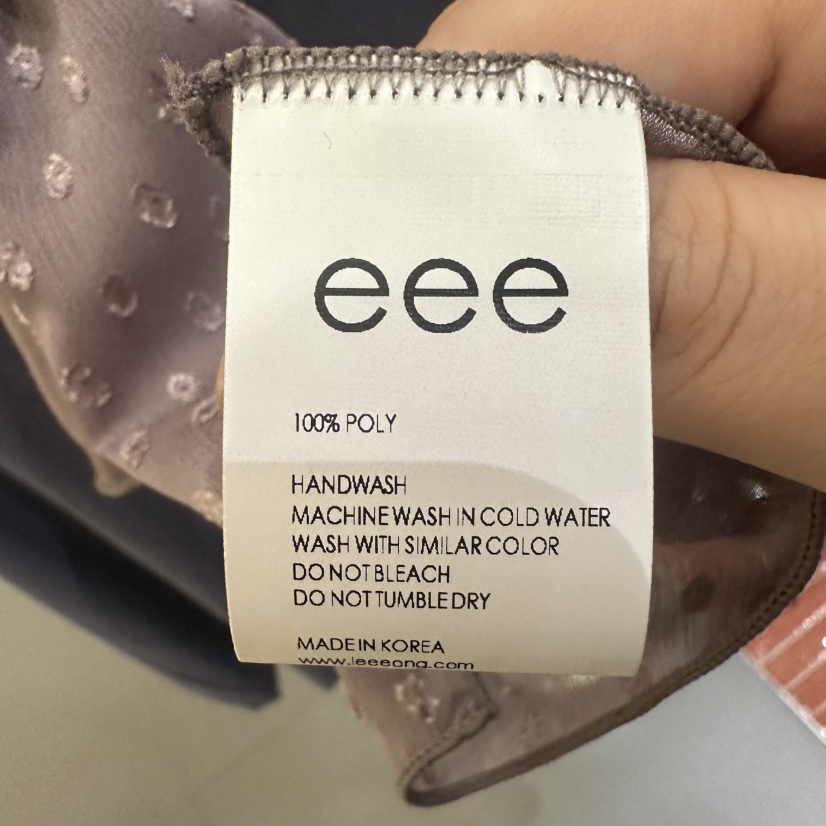 eee
100% POLY
HANDWASH
MACHINE WASH IN COLD WATER
WASH WITH SIMILAR COLOR
DO NOT BLEACH
DO NOT TUMBLE DRY
MADE IN KOREA
www.leeeong.com